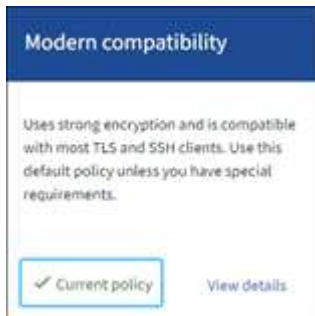 Modern compatibility
Uses strong encryption and is compatible
with most TLS and SSH clients. Use this
default policy unless you have special
requirements.
✓ Current policy
View details